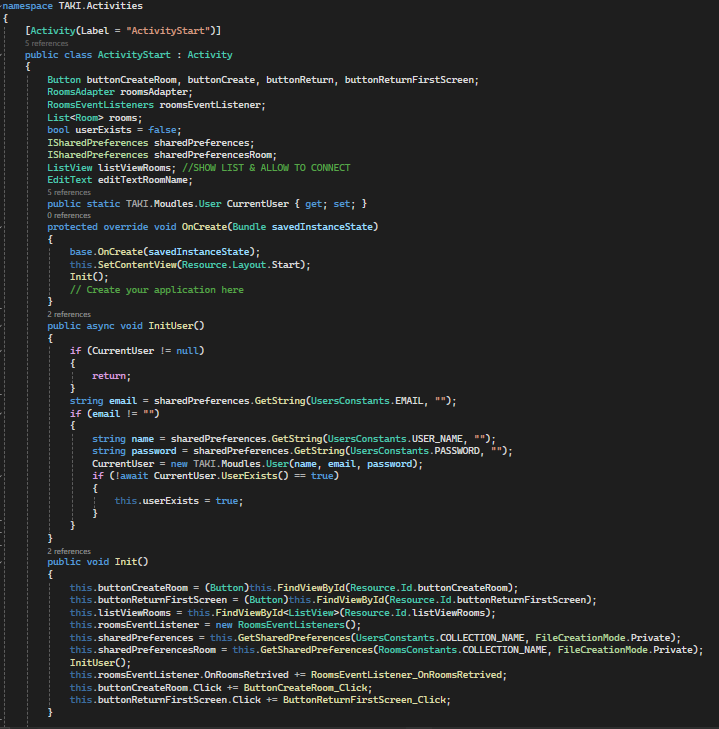 namespace TAKI.Activities
{
[Activity(Label = "ActivityStart")]
5 references
public class ActivityStart : Activity
{
Button buttonCreateRoom, buttonCreate, buttonReturn, buttonReturnFirstScreen;
RoomsAdapter roomsAdapter;
RoomsEventListeners roomsEventListener;
List<Room> rooms;
bool userExists = false;
ISharedPreferences sharedPreferences;
ISharedPreferences sharedPreferencesRoom;
ListView listViewRooms; //SHOW LIST & ALLOW TO CONNECT
EditText editTextRoomName;
5 references
public static TAKI.Moudles.User CurrentUser { get; set; }
0 references
protected override void OnCreate(Bundle savedInstanceState)
{
base.OnCreate(savedInstanceState);
this.SetContentView(Resource.Layout.Start);
Init();
// Create your application here
}
2 references
public async void InitUser()
{
if (CurrentUser != null)
{
return;
}
string email = sharedPreferences.GetString(UsersConstants.EMAIL, "");
if (email != "")
{
string name = sharedPreferences.GetString(UsersConstants.USER_NAME, "");
string password = sharedPreferences.GetString(UsersConstants.PASSWORD, "");
CurrentUser = new TAKI.Moudles.User(name, email, password);
if (!await CurrentUser.UserExists() == true)
{
this.userExists = true;
}
}
}
2 references
public void Init()
{
this.buttonCreateRoom = (Button)this.FindViewById(Resource.Id.buttonCreateRoom);
this.buttonReturnFirstScreen = (Button)this.FindViewById(Resource.Id.buttonReturnFirstScreen);
this.listViewRooms = this.FindViewById<ListView>(Resource.Id.listViewRooms);
this.roomsEventListener = new RoomsEventListeners();
this.sharedPreferences = this.GetSharedPreferences(UsersConstants.COLLECTION_NAME, FileCreationMode.Private);
this.sharedPreferencesRoom = this.GetSharedPreferences(RoomsConstants.COLLECTION_NAME, FileCreationMode.Private);
InitUser();
this.roomsEventListener.OnRoomsRetrived += RoomsEventListener_OnRoomsRetrived;
this.buttonCreateRoom.Click += ButtonCreateRoom_Click;
this.buttonReturnFirstScreen.Click += ButtonReturnFirstScreen_Click;
}